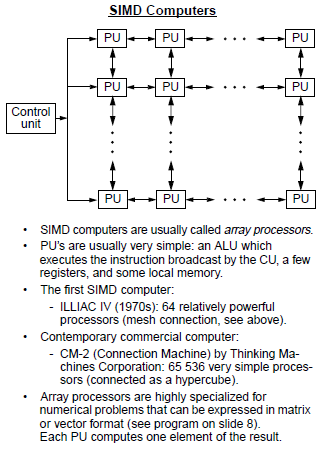 SIMD Computers
PU PU · · · PU
PU PU · · · PU
Control
unit
PU PU · · · PU
• SIMD computers are usually called array processors.
• PU's are usually very simple: an ALU which
executes the instruction broadcast by the CU, a few
registers, and some local memory.
• The first SIMD computer:
- ILLIAC IV (1970s): 64 relatively powerful
processors (mesh connection, see above).
• Contemporary commercial computer:
- CM-2 (Connection Machine) by Thinking Ma-
chines Corporation: 65 536 very simple proces-
sors (connected as a hypercube).
• Array processors are highly specialized for
numerical problems that can be expressed in matrix
or vector format (see program on slide 8).
Each PU computes one element of the result.